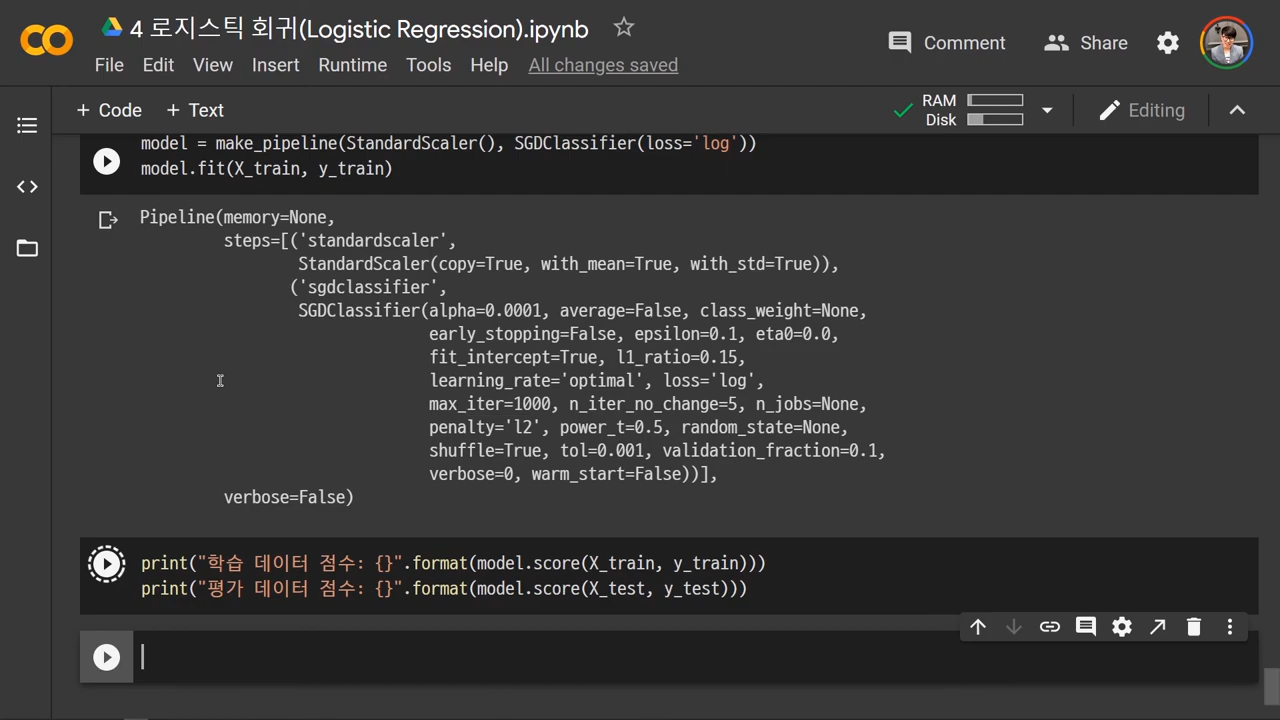 4 로지스틱 회귀(Logistic Regression).ipynb
Comment
Share
File Edit View Insert Runtime Tools Help All changes saved
+ Code + Text
RAM
Disk
Editing
model = make_pipeline(StandardScaler(), SGDClassifier(loss='log'))
model.fit(X_train, y_train)
Pipeline(memory=None,
steps=[('standardscaler',
StandardScaler(copy=True, with_mean=True, with_std=True)),
('sgdclassifier',
SGDClassifier(alpha=0.0001, average=False, class_weight=None,
early_stopping=False, epsilon=0.1, eta0=0.0,
fit_intercept=True, l1_ratio=0.15,
learning_rate='optimal', loss='log',
max_iter=1000, n_iter_no_change=5, n_jobs=None,
penalty='l2', power_t=0.5, random_state=None,
shuffle=True, tol=0.001, validation_fraction=0.1,
verbose=0, warm_start=False))],
verbose=False)
print("학습 데이터 점수: {}".format(model.score(X_train, y_train)))
print("평가 데이터 점수: {}".format(model.score(X_test, y_test)))